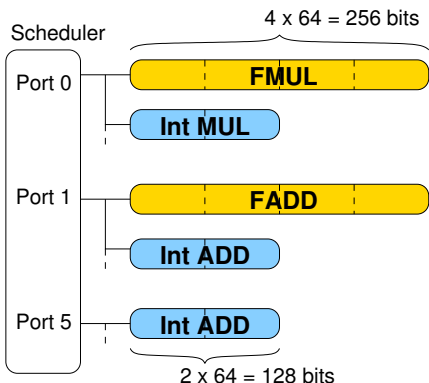 4 x 64 = 256 bits
Scheduler
Port 0
FMUL
Int MUL
Port 1
FADD
Int ADD
Port 5
Int ADD
2 x 64 = 128 bits